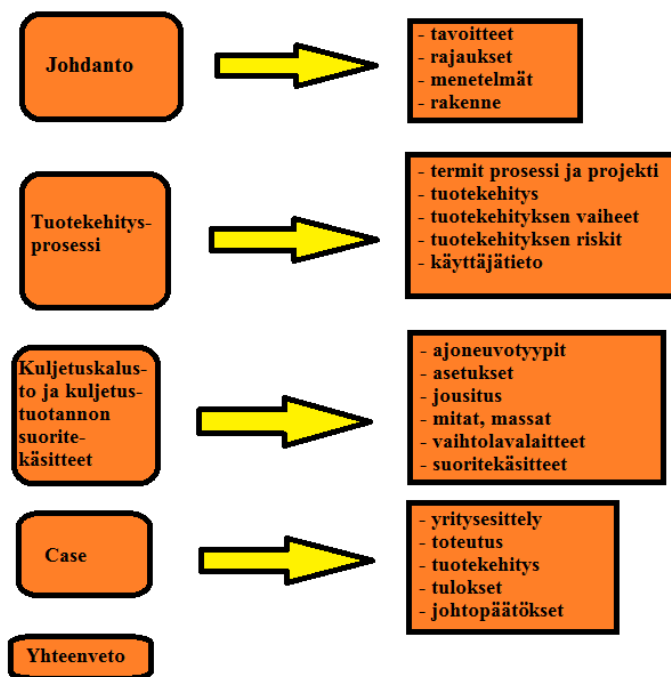 Johdanto
- tavoitteet
- rajaukset
- menetelmät
- rakenne
Tuotekehitys-
prosessi
- termit prosessi ja projekti
- tuotekehitys
- tuotekehityksen vaiheet
- tuotekehityksen riskit
- käyttäjätieto
Kuljetuskalus-
to ja kuljetus-
tuotannon
suorite-
käsitteet
- ajoneuvotyypit
- asetukset
- jousitus
- mitat, massat
- vaihtolavalaitteet
- suoritekäsitteet
Case
- yritysesittely
- toteutus
- tuotekehitys
- tulokset
- johtopäätökset
Yhteenveto